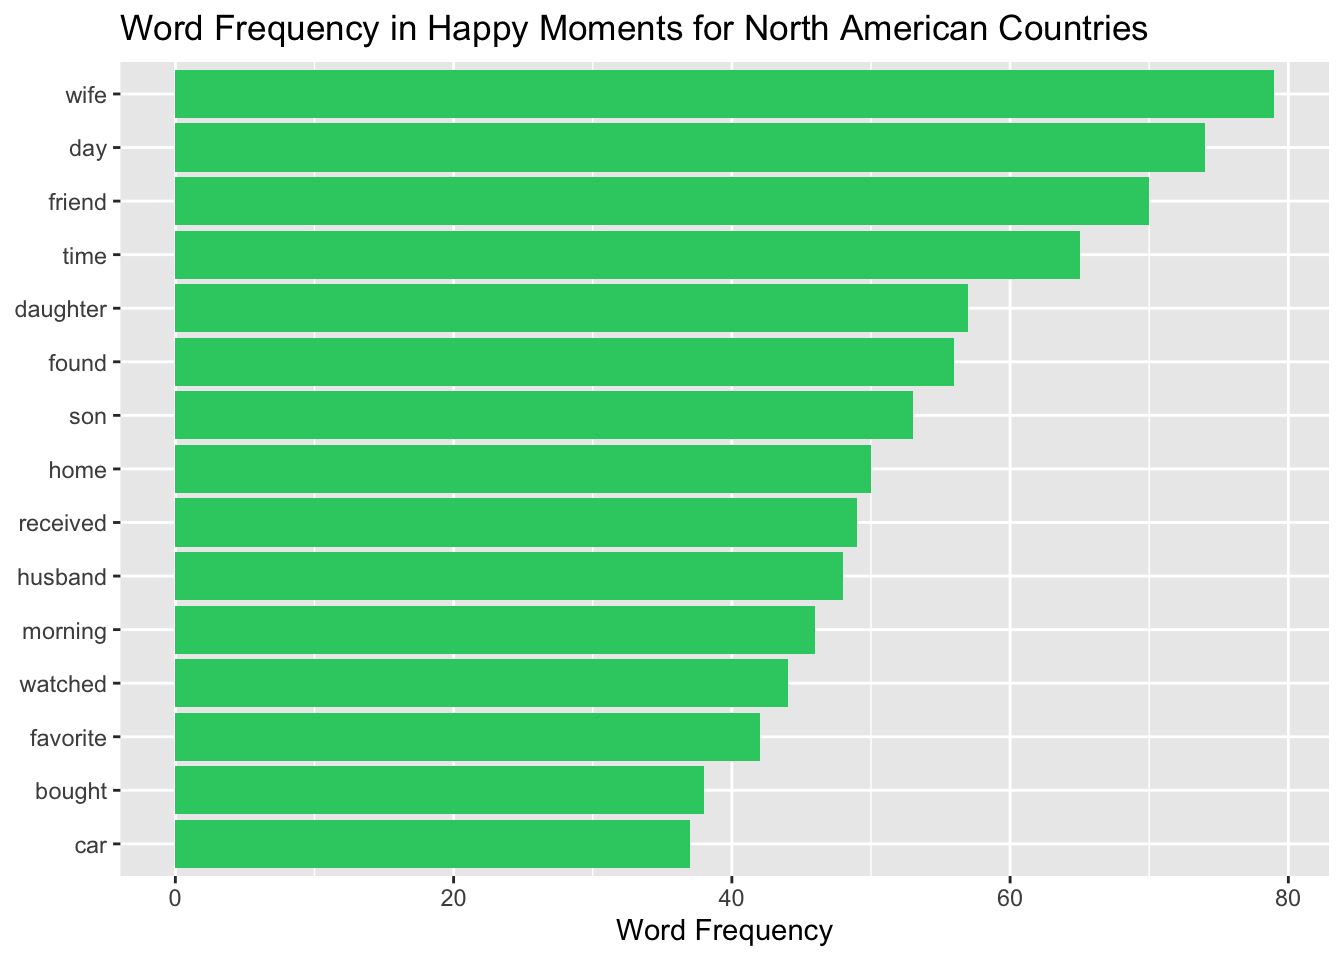 Word Frequency in Happy Moments for North American Countries
wife
day
friend
time
daughter
found
son
home
received
husband
morning
watched
favorite
bought
car
0 20 40 60 80
Word Frequency